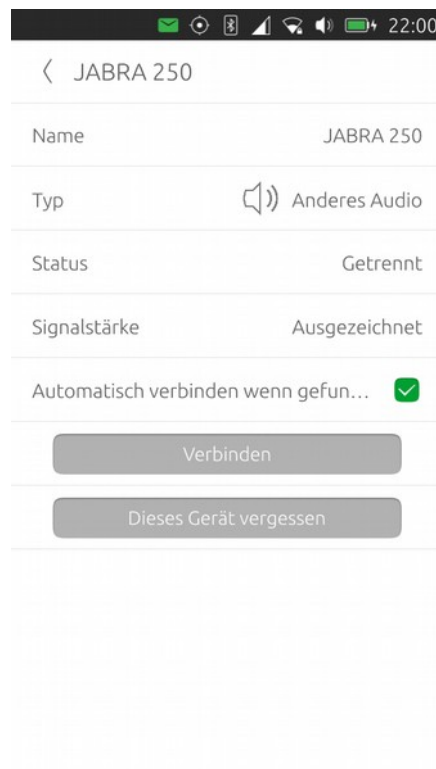 22:00
JABRA 250
Name JABRA 250
Typ Anderes Audio
Status Getrennt
Signalstärke Ausgezeichnet
Automatisch verbinden wenn gefun...
Verbinden
Dieses Gerät vergessen